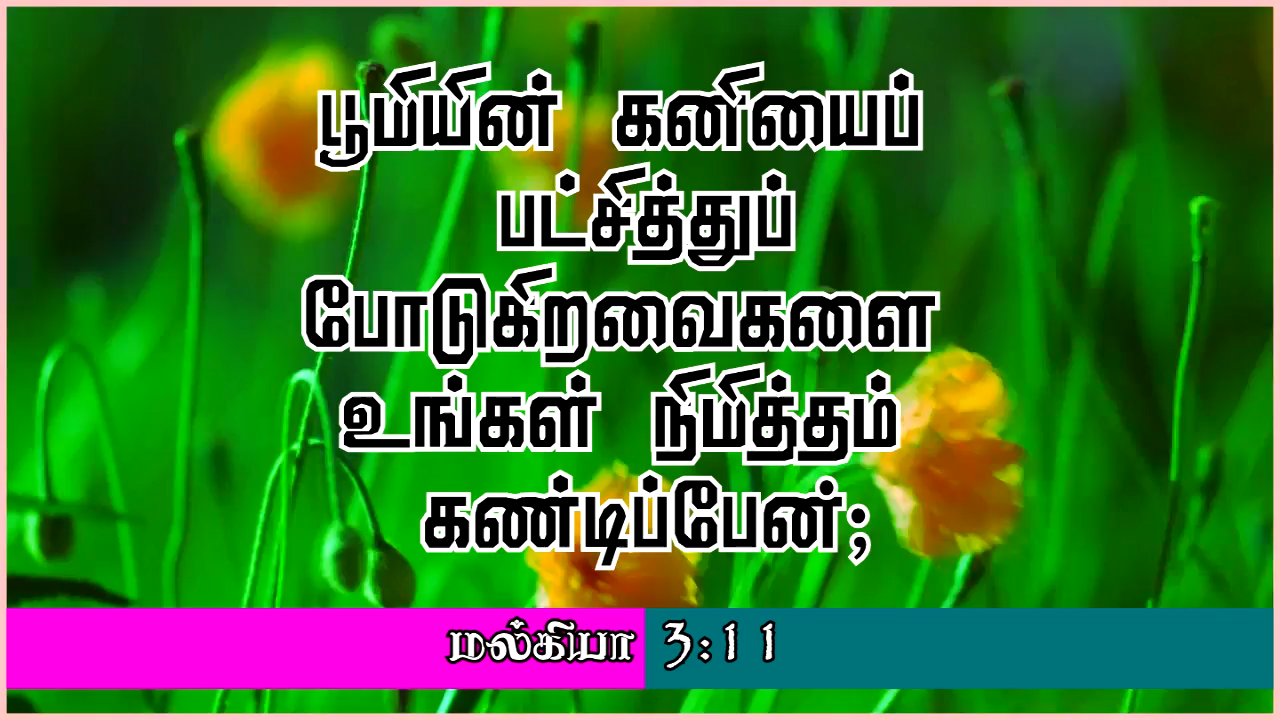 பூமியின் கனியைப்
பட்சித்துப்
போடுகிறவைகளை
உங்கள் நிமித்தம்
கண்டிப்பேன்;
மல்கியா 3:11